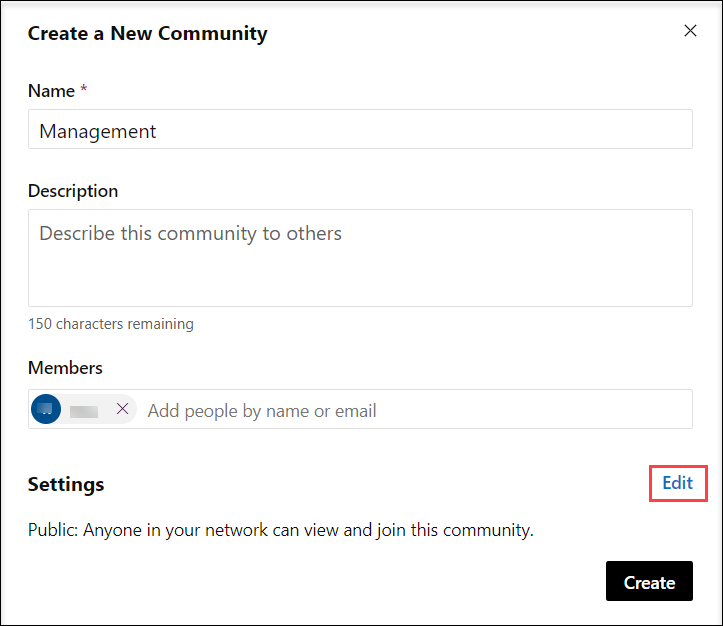 Create a New Community
Name *
Management
Description
Describe this community to others
150 characters remaining
Members
Add people by name or email
Settings
Edit
Public: Anyone in your network can view and join this community.
Create